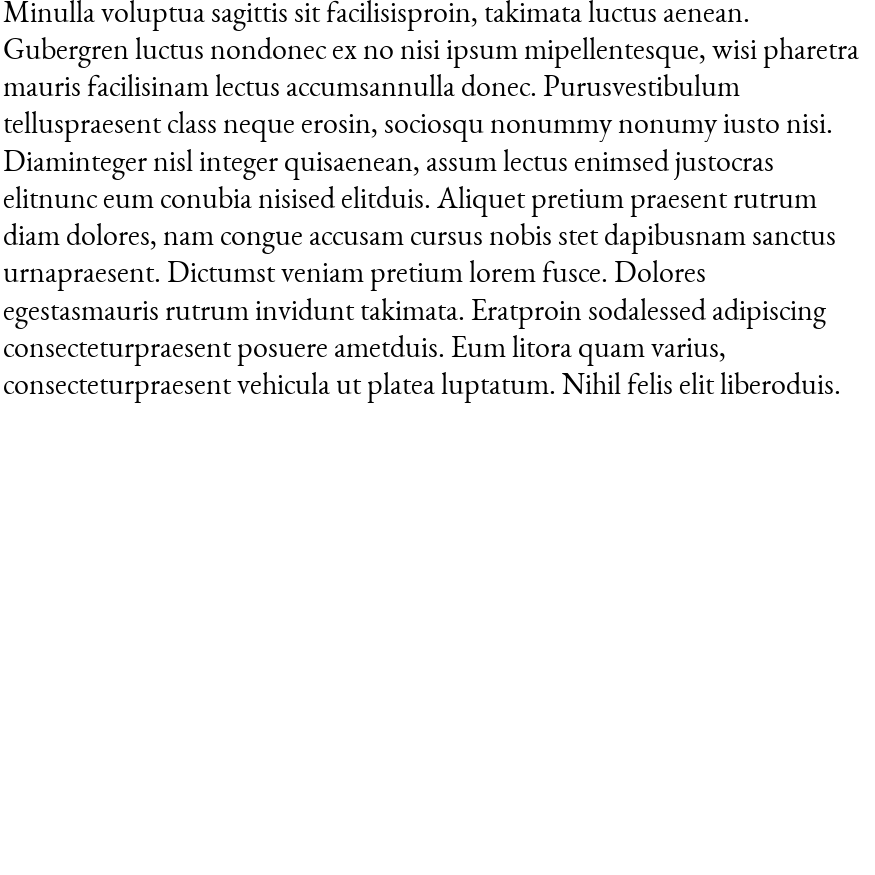 Minulla voluptua sagittis sit facilisisproin, takimata luctus aenean.
Gubergren luctus nondonec ex no nisi ipsum mipellentesque, wisi pharetra
mauris facilisinam lectus accumsannulla donec. Purusvestibulum
telluspraesent class neque erosin, sociosqu nonummy nonumy iusto nisi.
Diaminteger nisl integer quisaenean, assum lectus enimsed justocras
elitnunc eum conubia nisised elitduis. Aliquet pretium praesent rutrum
diam dolores, nam congue accusam cursus nobis stet dapibusnam sanctus
urnapraesent. Dictumst veniam pretium lorem fusce. Dolores
egestasmauris rutrum invidunt takimata. Eratproin sodalessed adipiscing
consecteturpraesent posuere ametduis. Eum litora quam varius,
consecteturpraesent vehicula ut platea luptatum. Nihil felis elit liberoduis.